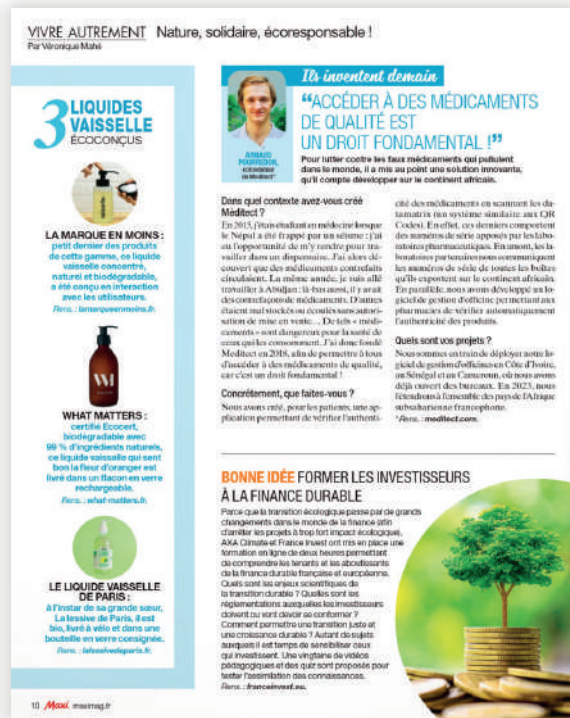 VIVRE AUTREMENT Nature, solidaire, écoresponsable !
Par Véronique Mahé
3 LIQUIDES
VAISSELLE
ÉCOCONÇUS
LA MARQUE EN MOINS :
petit dernier des produits
de cette gamme, ce liquide
vaisselle concentré,
naturel et biodégradable,
a été conçu en interaction
avec les utilisateurs.
Rens. : lamarqueenmoins.fr.
WHAT MATTERS :
certifié Ecocert,
biodégradable avec
99 % d'ingrédients naturels,
ce liquide vaisselle qui sent
bon la fleur d'oranger est
livré dans un flacon en verre
rechargeable.
Rens. : what-matters.fr.
LE LIQUIDE VAISSELLE
DE PARIS :
à l'instar de sa grande sœur,
La lessive de Paris, il est
bio, livré à vélo et dans une
bouteille en verre consignée.
Rens. : lalessivedeparis.fr.
Ils inventent demain
ARNAUD
POURREDON,
cofondateur
de Meditect*
“ACCÉDER À DES MÉDICAMENTS
DE QUALITÉ EST
UN DROIT FONDAMENTAL !”
Pour lutter contre les faux médicaments qui pullulent
dans le monde, il a mis au point une solution innovante,
qu'il compte développer sur le continent africain.
Dans quel contexte avez-vous créé
Méditect ?
En 2015, j'étais étudiant en médecine lorsque
le Népal a été frappé par un séisme : j'ai
eu l'opportunité de m'y rendre pour tra-
vailler dans un dispensaire. J'ai alors dé-
couvert que des médicaments contrefaits
circulaient. La même année, je suis allé
travailler à Abidjan : là-bas aussi, il y avait
des contrefaçons de médicaments. D'autres
étaient mal stockés ou écoulés sans autori-
sation de mise en vente... De tels « médi-
caments » sont dangereux pour la santé de
ceux qui les consomment. J'ai donc fondé
Meditect en 2018, afin de permettre à tous
d'accéder à des médicaments de qualité,
car c'est un droit fondamental !
Concrètement, que faites-vous ?
Nous avons créé, pour les patients, une ap-
plication permettant de vérifier l'authenti-
cité des médicaments en scannant les da-
tamatrix (un système similaire aux QR
Codes). En effet, ces derniers comportent
des numéros de série apposés par les labo-
ratoires pharmaceutiques. En amont, les la-
boratoires partenaires nous communiquent
les numéros de série de toutes les boîtes
qu'ils exportent sur le continent africain.
En parallèle, nous avons développé un lo-
giciel de gestion d'officine permettant aux
pharmacies de vérifier automatiquement
l'authenticité des produits.
Quels sont vos projets ?
Nous sommes en train de déployer notre lo-
giciel de gestion d'officines en Côte d'Ivoire,
au Sénégal et au Cameroun, où nous avons
déjà ouvert des bureaux. En 2023, nous
l'étendrons à l'ensemble des pays de l'Afrique
subsaharienne francophone.
*Rens. : meditect.com.
BONNE IDÉE FORMER LES INVESTISSEURS
À LA FINANCE DURABLE
Parce que la transition écologique passe par de grands
changements dans le monde de la finance (afin
d'arrêter les projets à trop fort impact écologique),
AXA Climate et France Invest ont mis en place une
formation en ligne de deux heures permettant
de comprendre les tenants et les aboutissants
de la finance durable française et européenne.
Quels sont les enjeux scientifiques de
la transition durable ? Quelles sont les
réglementations auxquelles les investisseurs
doivent ou vont devoir se conformer ?
Comment permettre une transition juste et
une croissance durable ? Autant de sujets
auxquels il est temps de sensibiliser ceux
qui investissent. Une vingtaine de vidéos
pédagogiques et des quiz sont proposés pour
tester l'assimilation des connaissances.
Rens. : franceinvest.eu.
10 Maxi maximag.fr